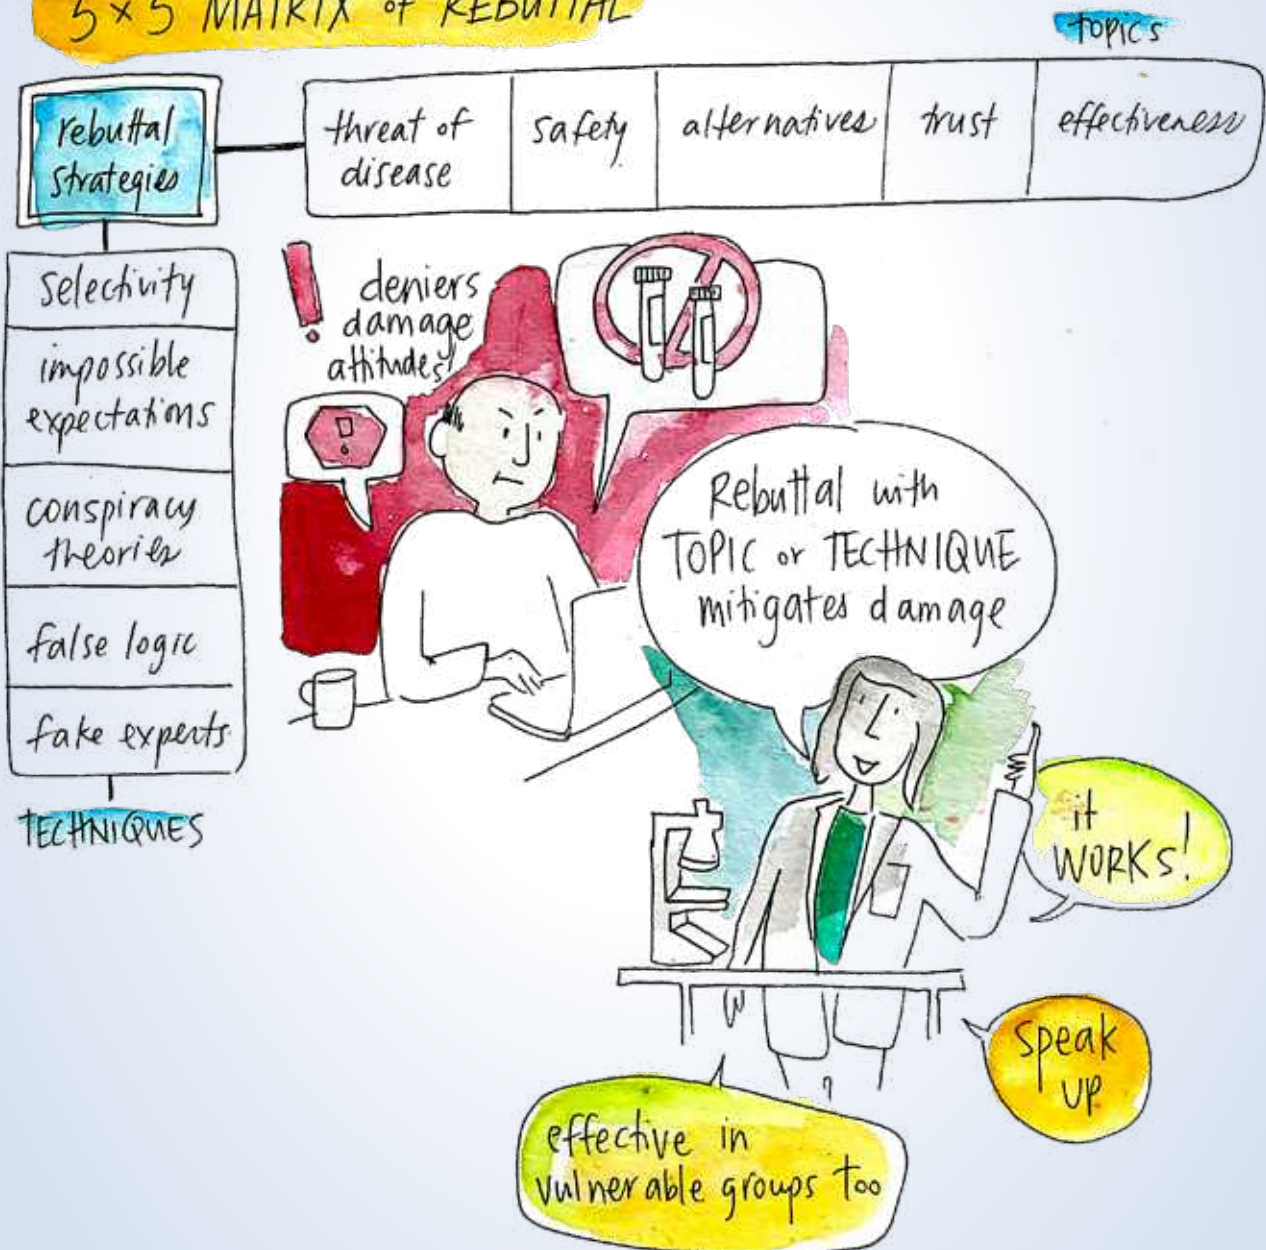 5 × 5 MATRIX of REBUTTAL
TOPICS
rebuttal
strategies
threat of
disease
safety
alternatives
trust
effectiveness
selectivity
impossible
expectations
conspiracy
theories
false logic
fake experts
TECHNIQUES
!
deniers
damage
attitudes!
!
Rebuttal with
TOPIC or TECHNIQUE
mitigates damage
it
WORKS!
speak
up
effective in
vulnerable groups too